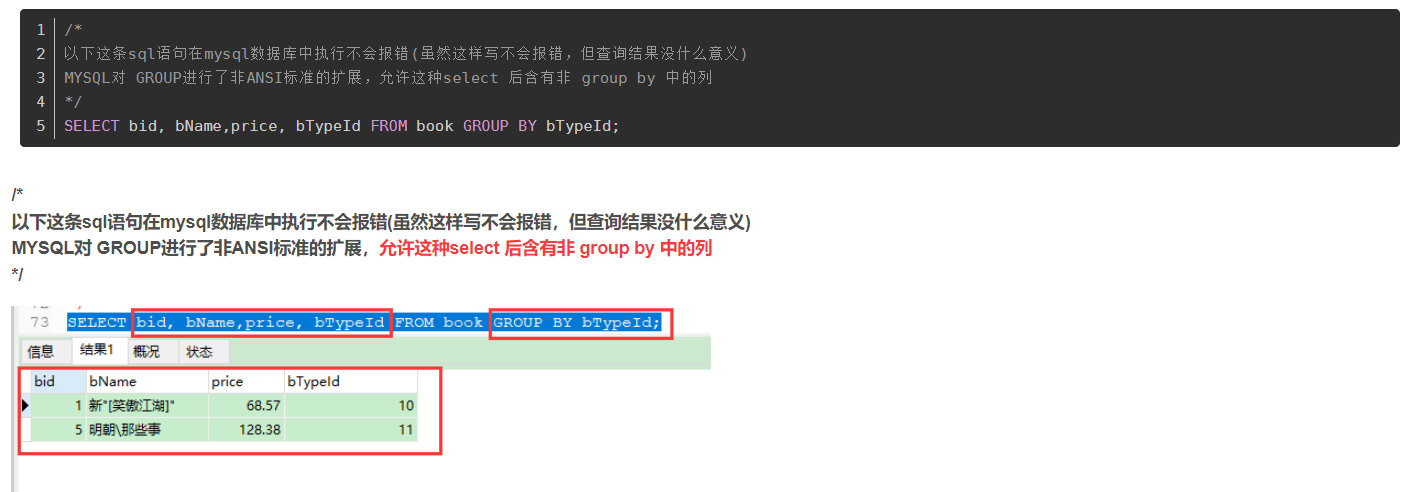 1 /*
2 以下这条sql语句在mysql数据库中执行不会报错(虽然这样写不会报错，但查询结果没什么意义)
3 MYSQL对 GROUP进行了非ANSI标准的扩展，允许这种select 后含有非 group by 中的列
4 */
5 SELECT bid, bName,price, bTypeId FROM book GROUP BY bTypeId;
/*
以下这条sql语句在mysql数据库中执行不会报错(虽然这样写不会报错，但查询结果没什么意义)
MYSQL对 GROUP进行了非ANSI标准的扩展，允许这种select 后含有非 group by 中的列
*/
73 SELECT bid, bName,price, bTypeId FROM book GROUP BY bTypeId;
信息 结果1 概况 状态
bid bName price bTypeId
1 新"[笑傲江湖]" 68.57 10
5 明朝\那些事 128.38 11